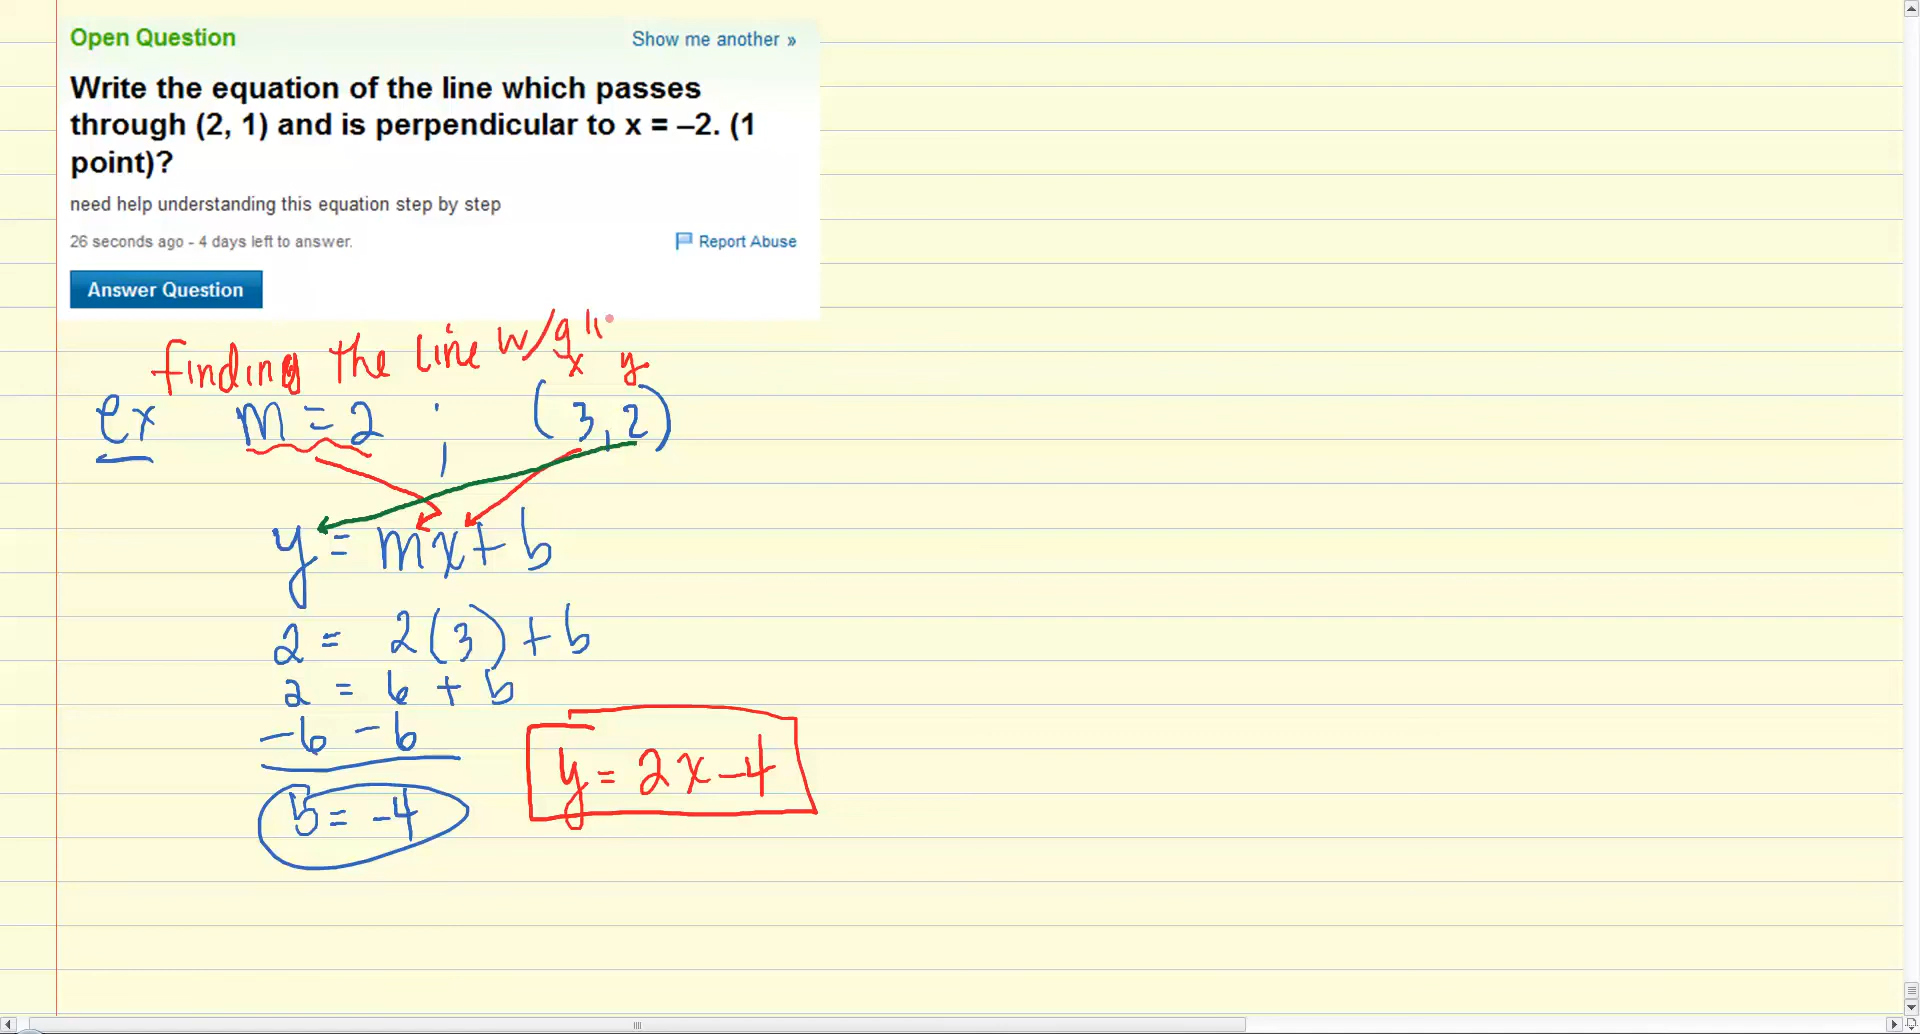 Open Question Show me another »
Write the equation of the line which passes
through (2, 1) and is perpendicular to x = –2. (1
point)?
need help understanding this equation step by step
26 seconds ago - 4 days left to answer. Report Abuse
Answer Question
finding the line w/
x y
ex m = 2 ; (3, 2)
y = mx + b
2 = 2(3) + b
2 = 6 + b
-6 -6
b = -4
y = 2x - 4